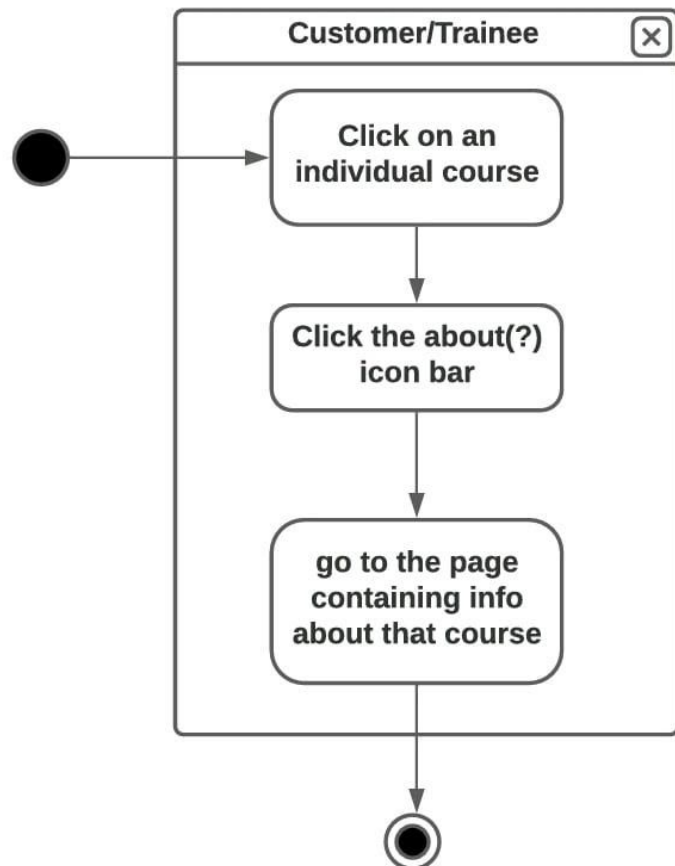 Customer/Trainee
Click on an
individual course
Click the about(?)
icon bar
go to the page
containing info
about that course